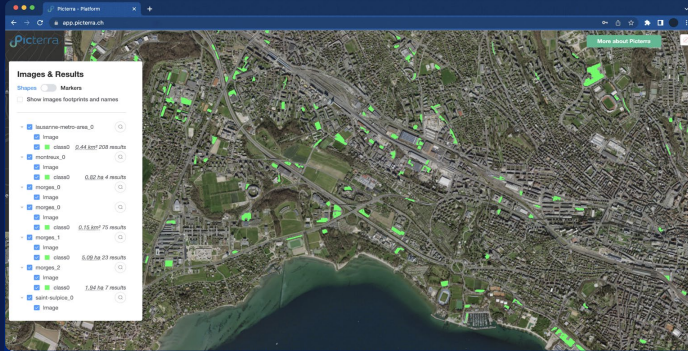 Picterra - Platform
app.picterra.ch
Picterra
More about Picterra
Images & Results
Shapes Markers
Show images footprints and names
lausanne-metro-area_0
Image
class0 0.44 km² 208 results
montreux_0
Image
class0 0.92 ha 4 results
morges_0
Image
morges_0
class0 0.15 km² 75 results
morges_1
Image
class0 5.09 ha 23 results
morges_2
Image
class0 1.94 ha 7 results
saint-sulpice_0
Image